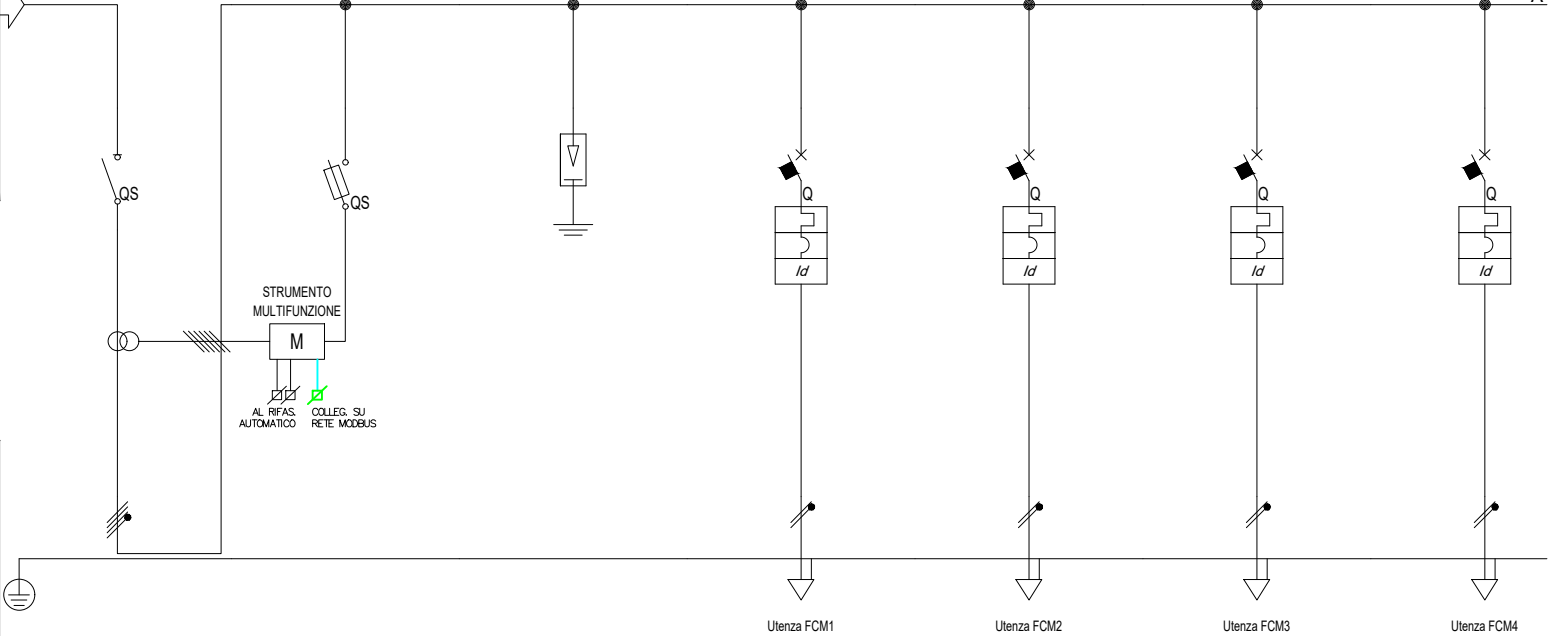 QS
QS
Q
Q
Q
Q
Id
Id
Id
Id
STRUMENTO
MULTIFUNZIONE
M
AL RIFAS.
AUTOMATICO
COLLEG. SU
RETE MODBUS
Utenza FCM1
Utenza FCM2
Utenza FCM3
Utenza FCM4